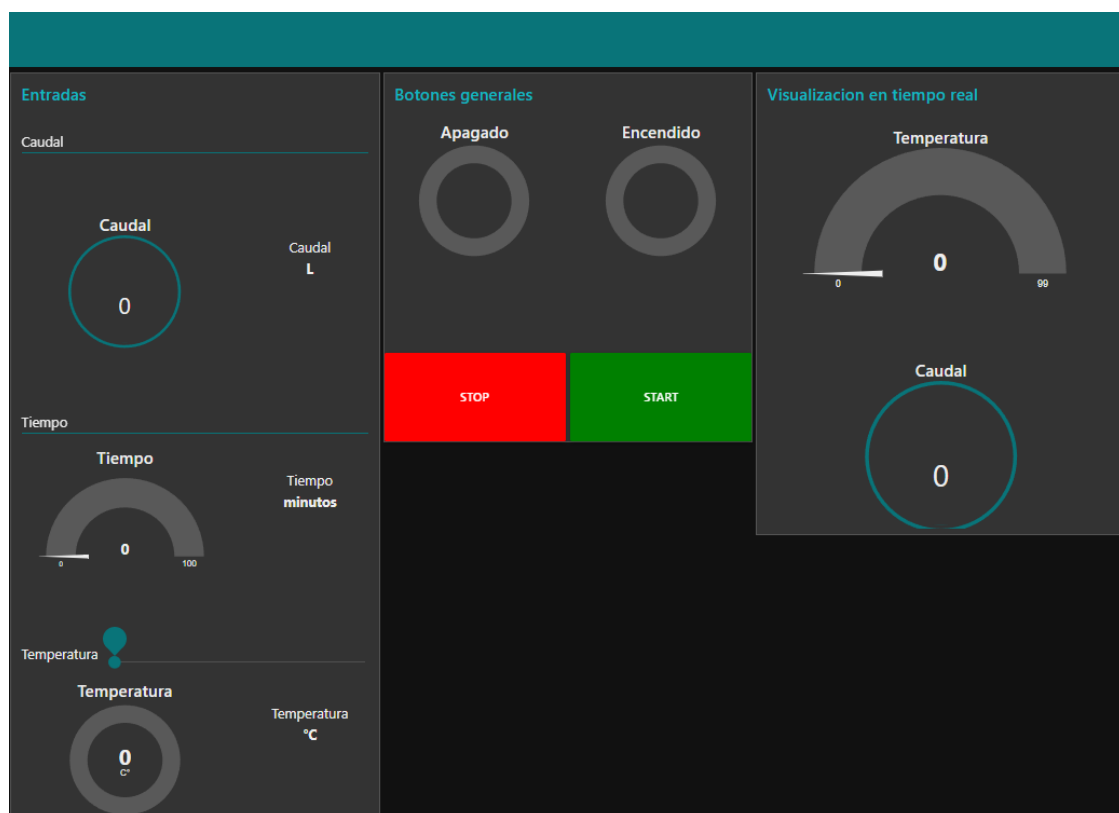 Entradas
Caudal
Caudal
0
Caudal
L
Tiempo
Tiempo
0
0
100
Tiempo
minutos
Temperatura
Temperatura
0
C°
Temperatura
°C
Botones generales
Apagado
Encendido
STOP
START
Visualizacion en tiempo real
Temperatura
0
0
99
Caudal
0